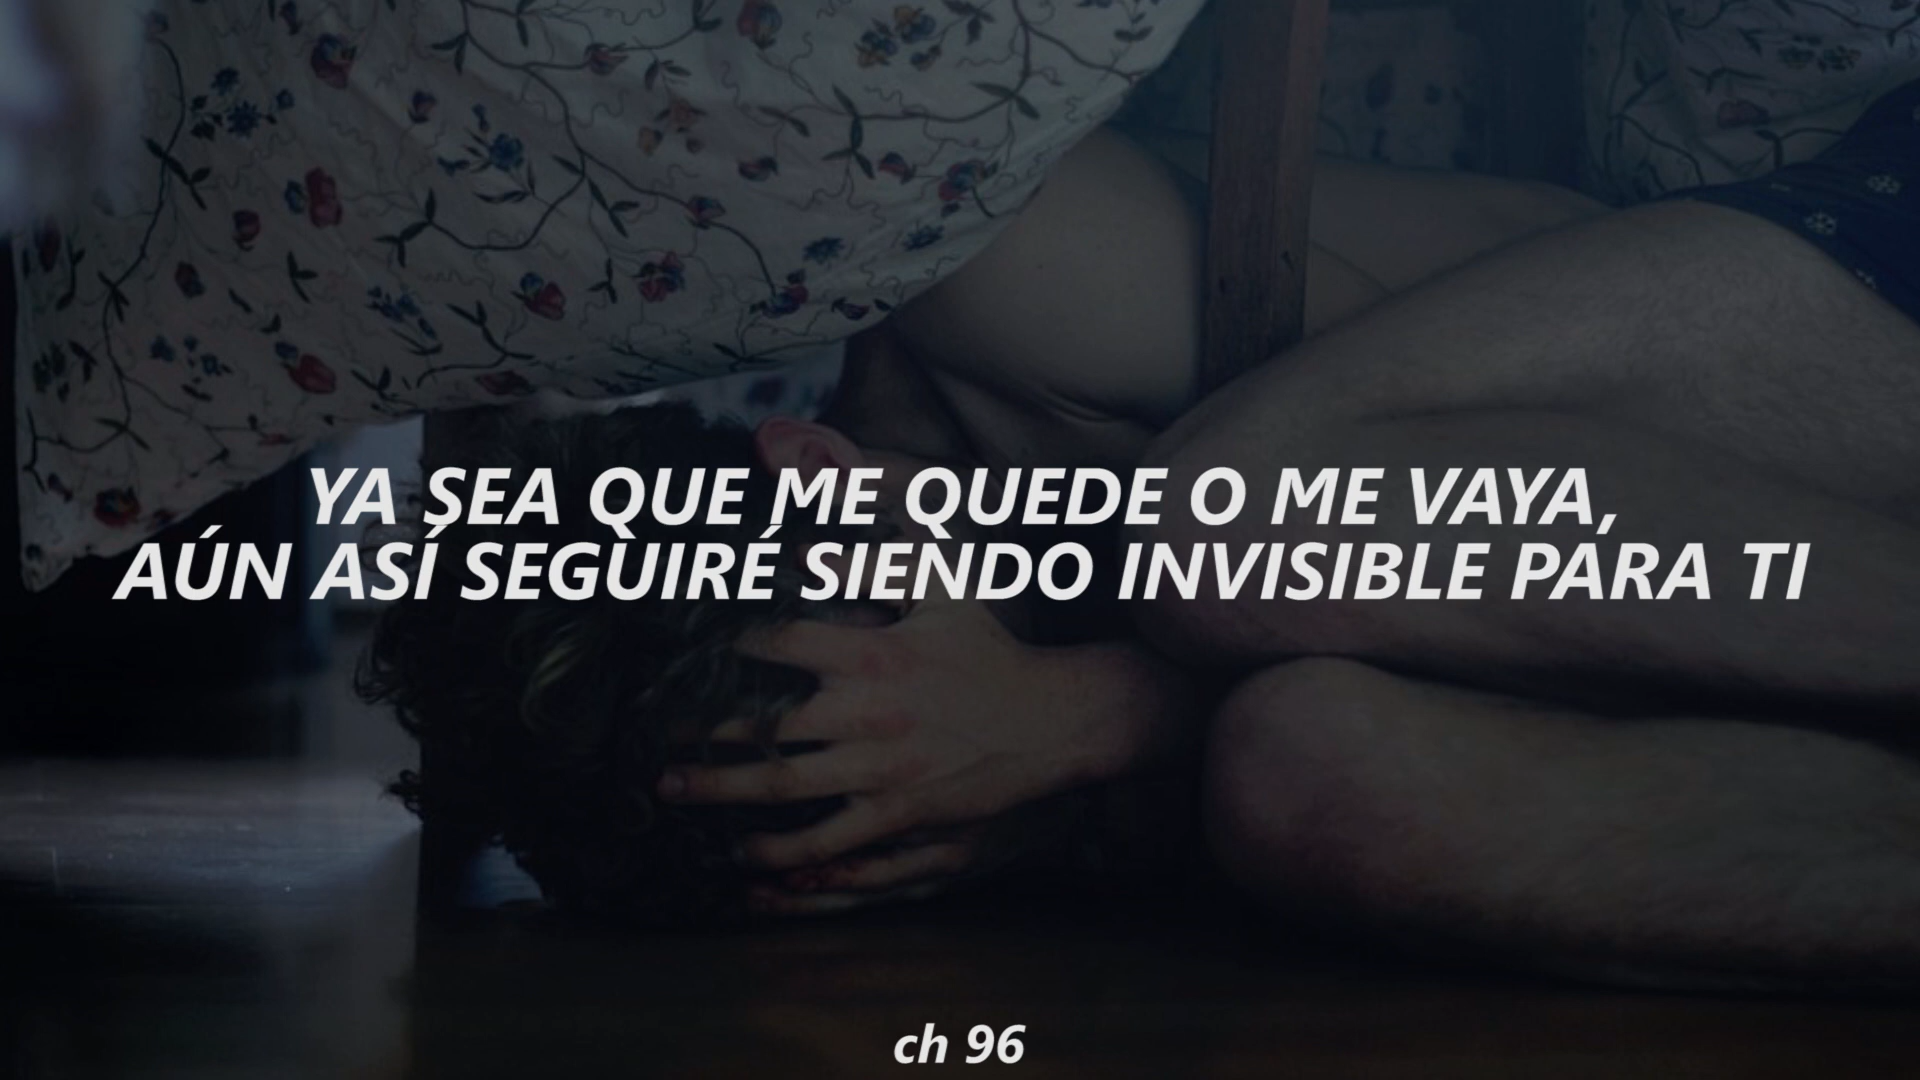 YA SEA QUE ME QUEDE O ME VAYA,
AÚN ASÍ SEGUIRÉ SIENDO INVISIBLE PARA TI
ch 96